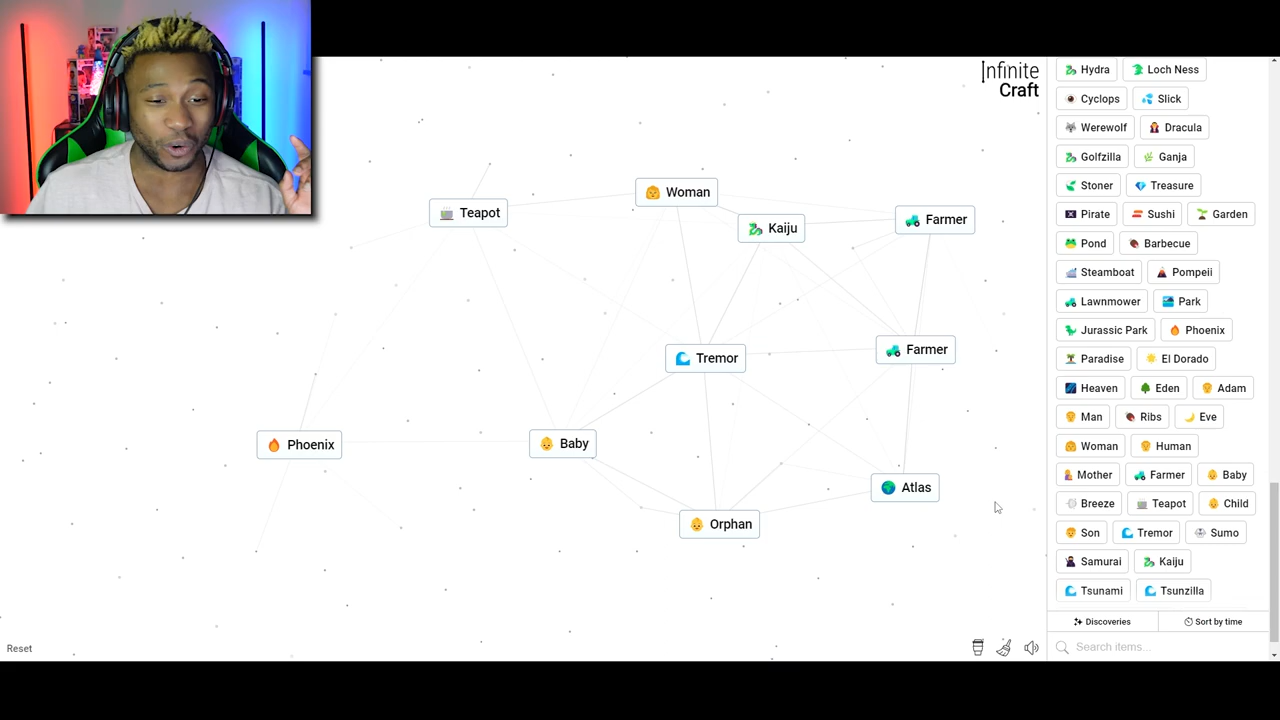 Infinite
Craft
Teapot
Woman
Kaiju
Farmer
Tremor
Farmer
Phoenix
Baby
Atlas
Orphan
Reset
Hydra Loch Ness
Cyclops Slick
Werewolf Dracula
Golfzilla Ganja
Stoner Treasure
Pirate Sushi Garden
Pond Barbecue
Steamboat Pompeii
Lawnmower Park
Jurassic Park Phoenix
Paradise El Dorado
Heaven Eden Adam
Man Ribs Eve
Woman Human
Mother Farmer Baby
Breeze Teapot Child
Son Tremor Sumo
Samurai Kaiju
Tsunami Tsunzilla
Discoveries Sort by time
Search items...